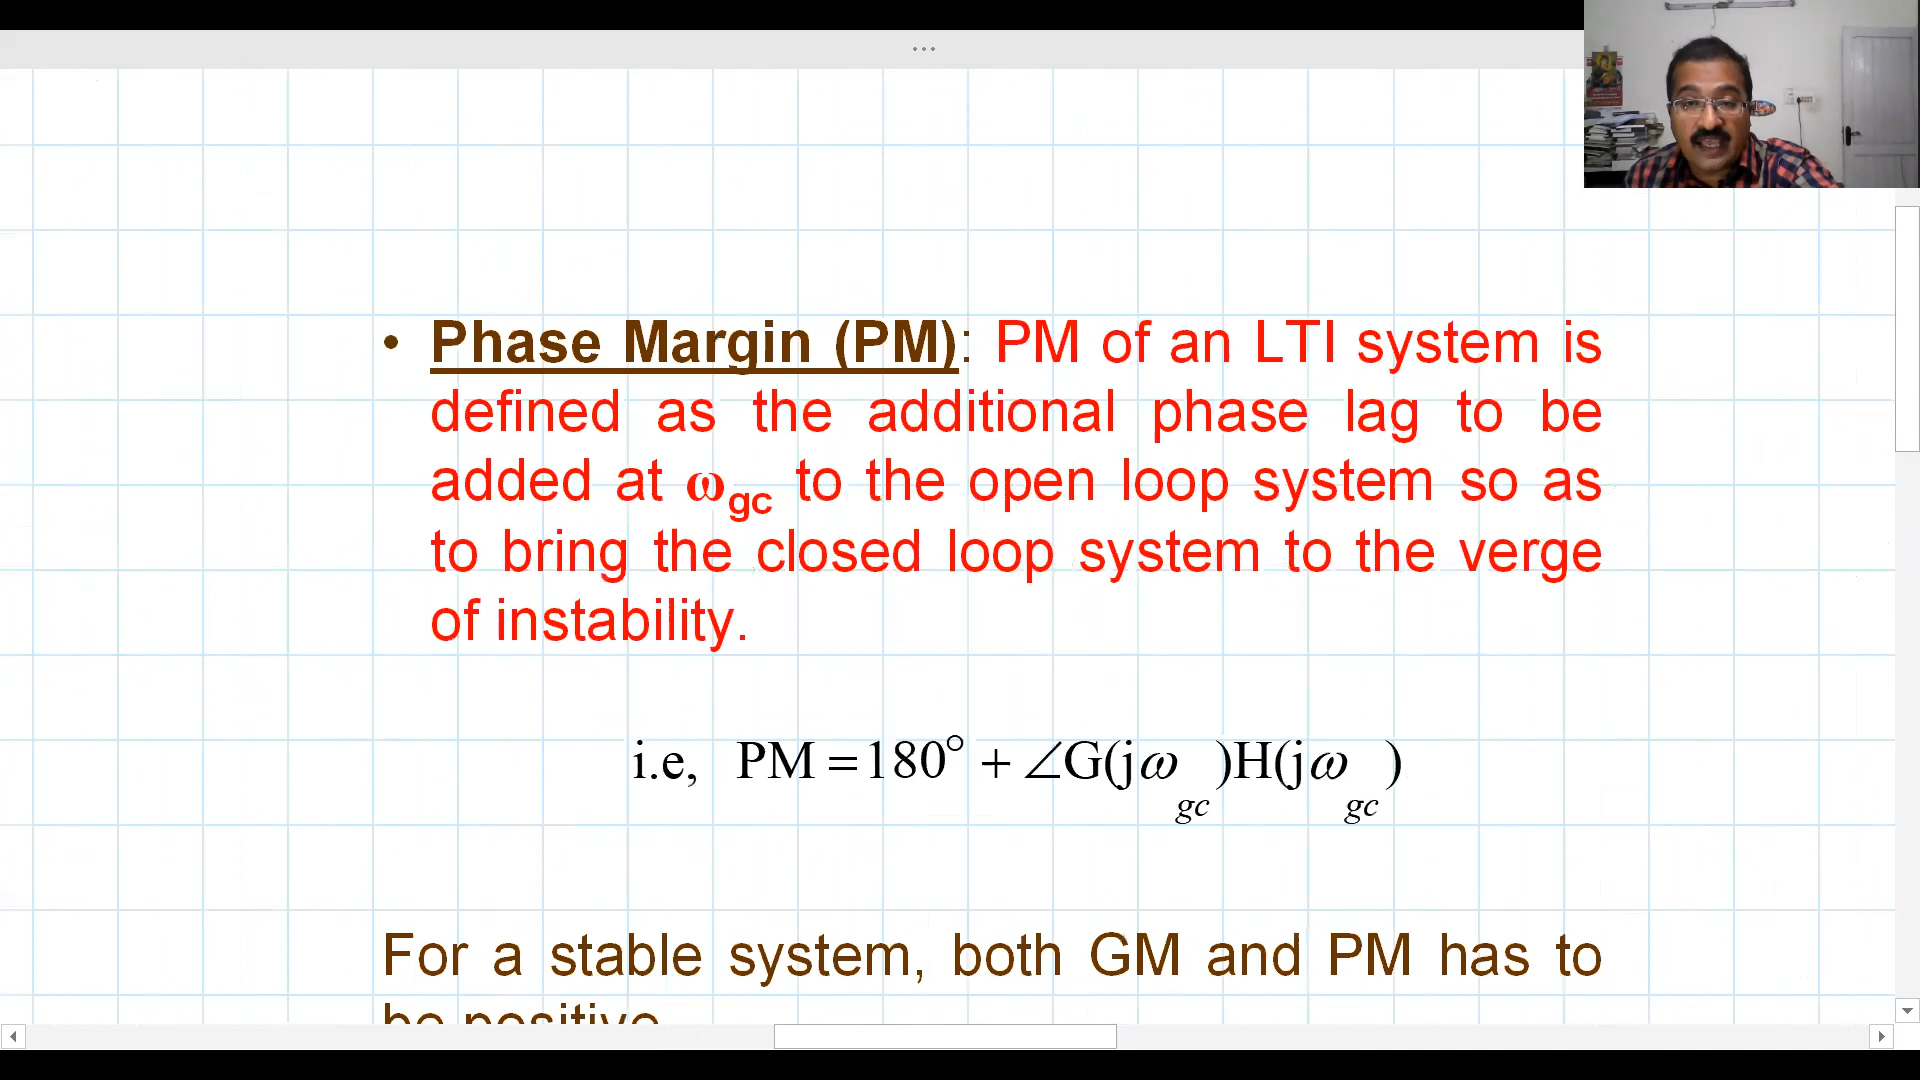 • Phase Margin (PM): PM of an LTI system is
defined as the additional phase lag to be
added at ωgc to the open loop system so as
to bring the closed loop system to the verge
of instability.
i.e, PM = 180° + ∠G(jωgc)H(jωgc)
For a stable system, both GM and PM has to
be positive